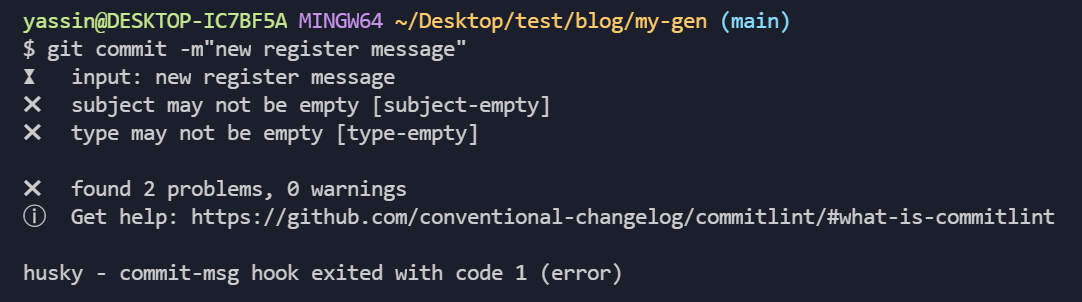 yassin@DESKTOP-IC7BF5A MINGW64 ~/Desktop/test/blog/my-gen (main)
$ git commit -m"new register message"
⧗   input: new register message
✖   subject may not be empty [subject-empty]
✖   type may not be empty [type-empty]
✖   found 2 problems, 0 warnings
ⓘ   Get help: https://github.com/conventional-changelog/commitlint/#what-is-commitlint
husky - commit-msg hook exited with code 1 (error)